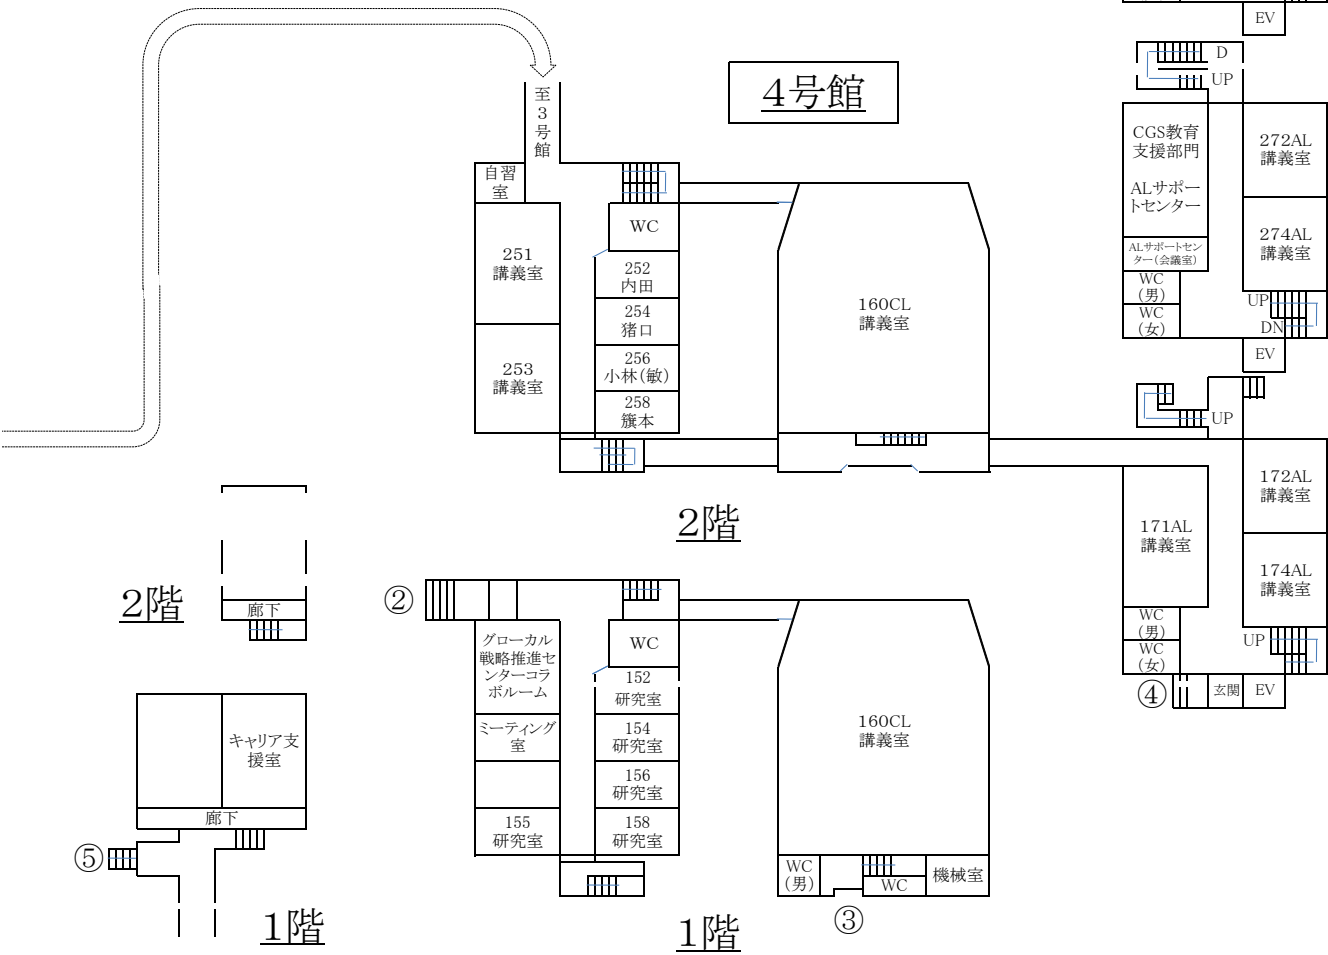 4号館
至
3
号
館
自習
室
251
講義室
253
講義室
WC
252
内田
254
猪口
256
小林(敏)
258
籏本
160CL
講義室
2階
EV
D
UP
CGS教育
支援部門
ALサポー
トセンター
ALサポートセン
ター(会議室)
WC
(男)
WC
(女)
272AL
講義室
274AL
講義室
UP
DN
EV
UP
171AL
講義室
172AL
講義室
174AL
講義室
WC
(男)
WC
(女)
UP
④
玄関
EV
2階
廊下
キャリア支
援室
廊下
⑤
1階
②
グローカル
戦略推進セ
ンターコラ
ボルーム
ミーティング
室
155
研究室
WC
152
研究室
154
研究室
156
研究室
158
研究室
160CL
講義室
WC
(男)
WC
機械室
③
1階